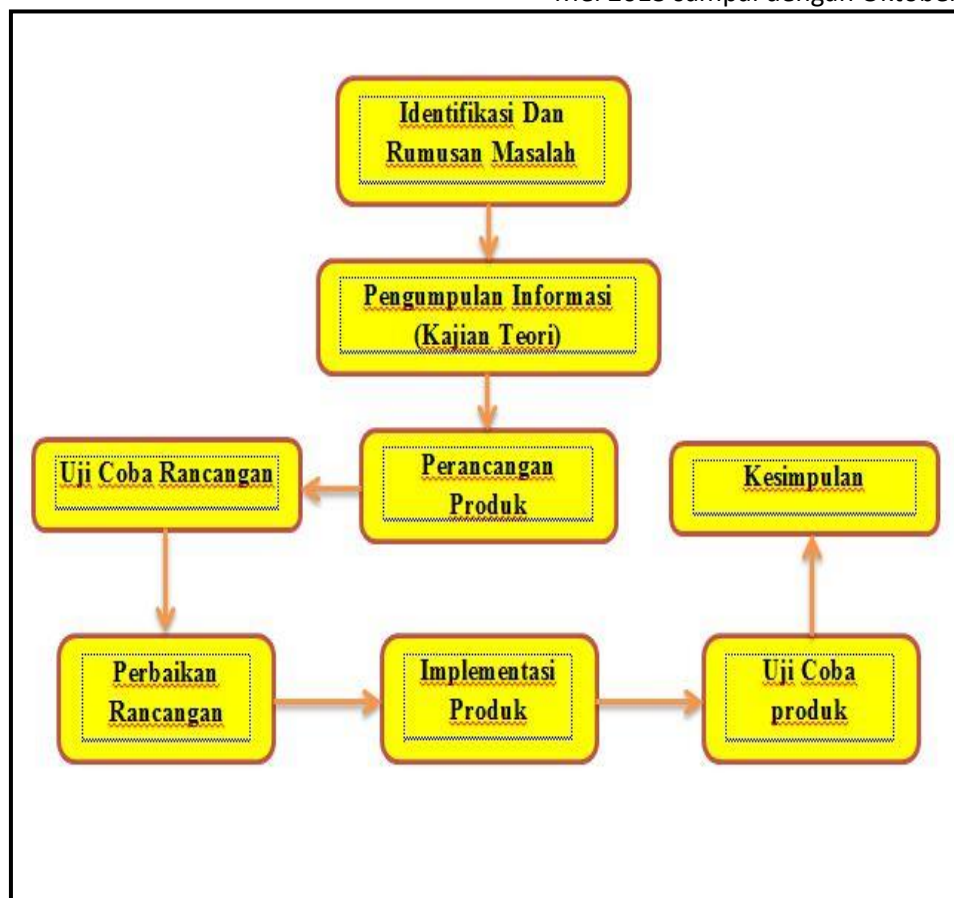 Identifikasi Dan
Rumusan Masalah
Pengumpulan Informasi
(Kajian Teori)
Perancangan
Produk
Uji Coba Rancangan
Kesimpulan
Perbaikan
Rancangan
Implementasi
Produk
Uji Coba
produk